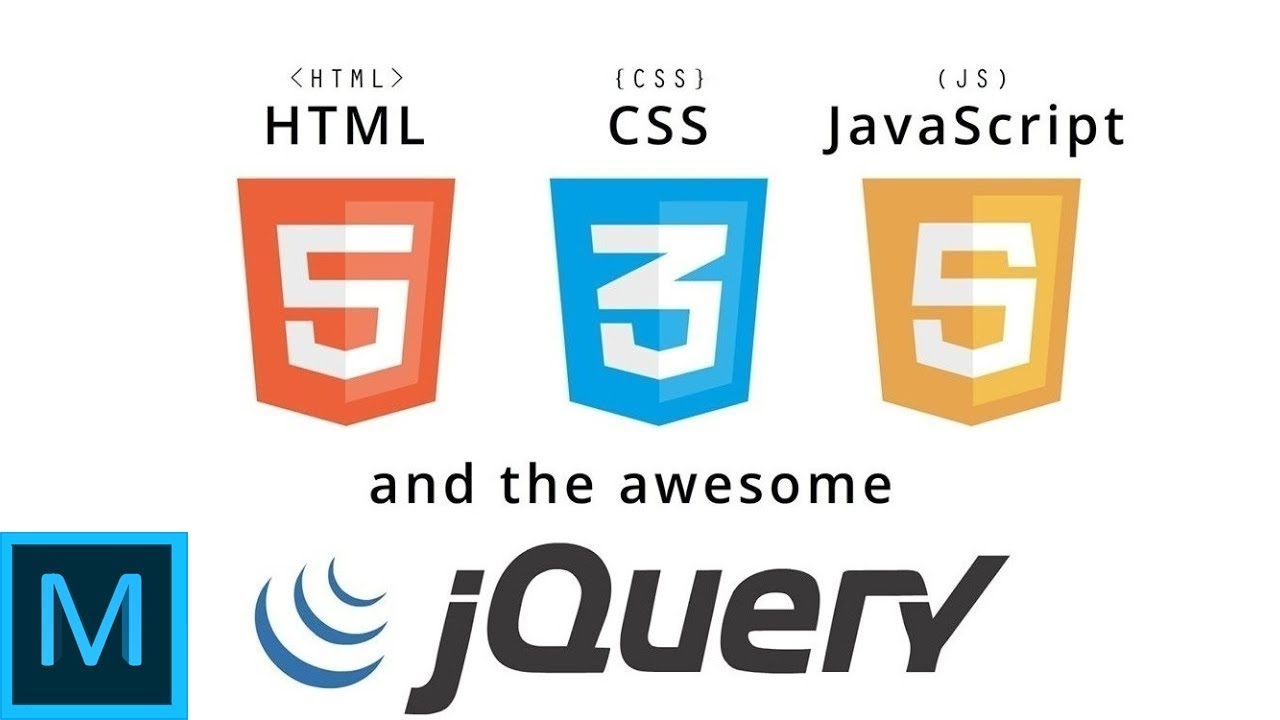 <HTML> {CSS} (JS)
HTML CSS JavaScript
5 3 5
and the awesome
jQuery
M